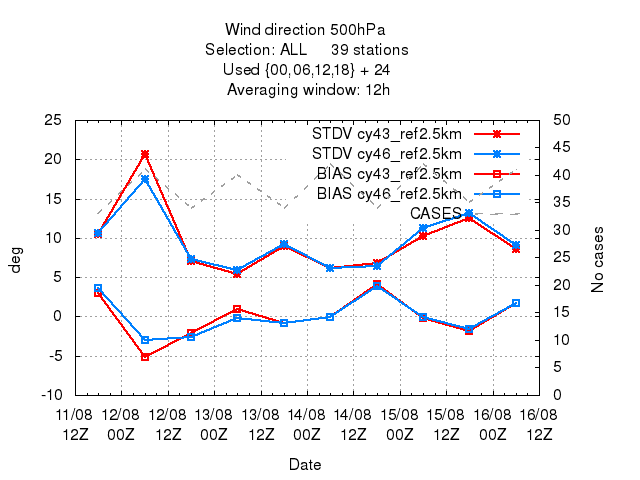 Wind direction 500hPa
Selection: ALL 39 stations
Used {00,06,12,18} + 24
Averaging window: 12h
STDV cy43_ref2.5km
STDV cy46_ref2.5km
BIAS cy43_ref2.5km
BIAS cy46_ref2.5km
CASES
deg
25
20
15
10
5
0
-5
-10
No cases
50
45
40
35
30
25
20
15
10
5
0
11/08 12/08 12/08 13/08 13/08 14/08 14/08 15/08 15/08 16/08 16/08
12Z 00Z 12Z 00Z 12Z 00Z 12Z 00Z 12Z 00Z 12Z
Date